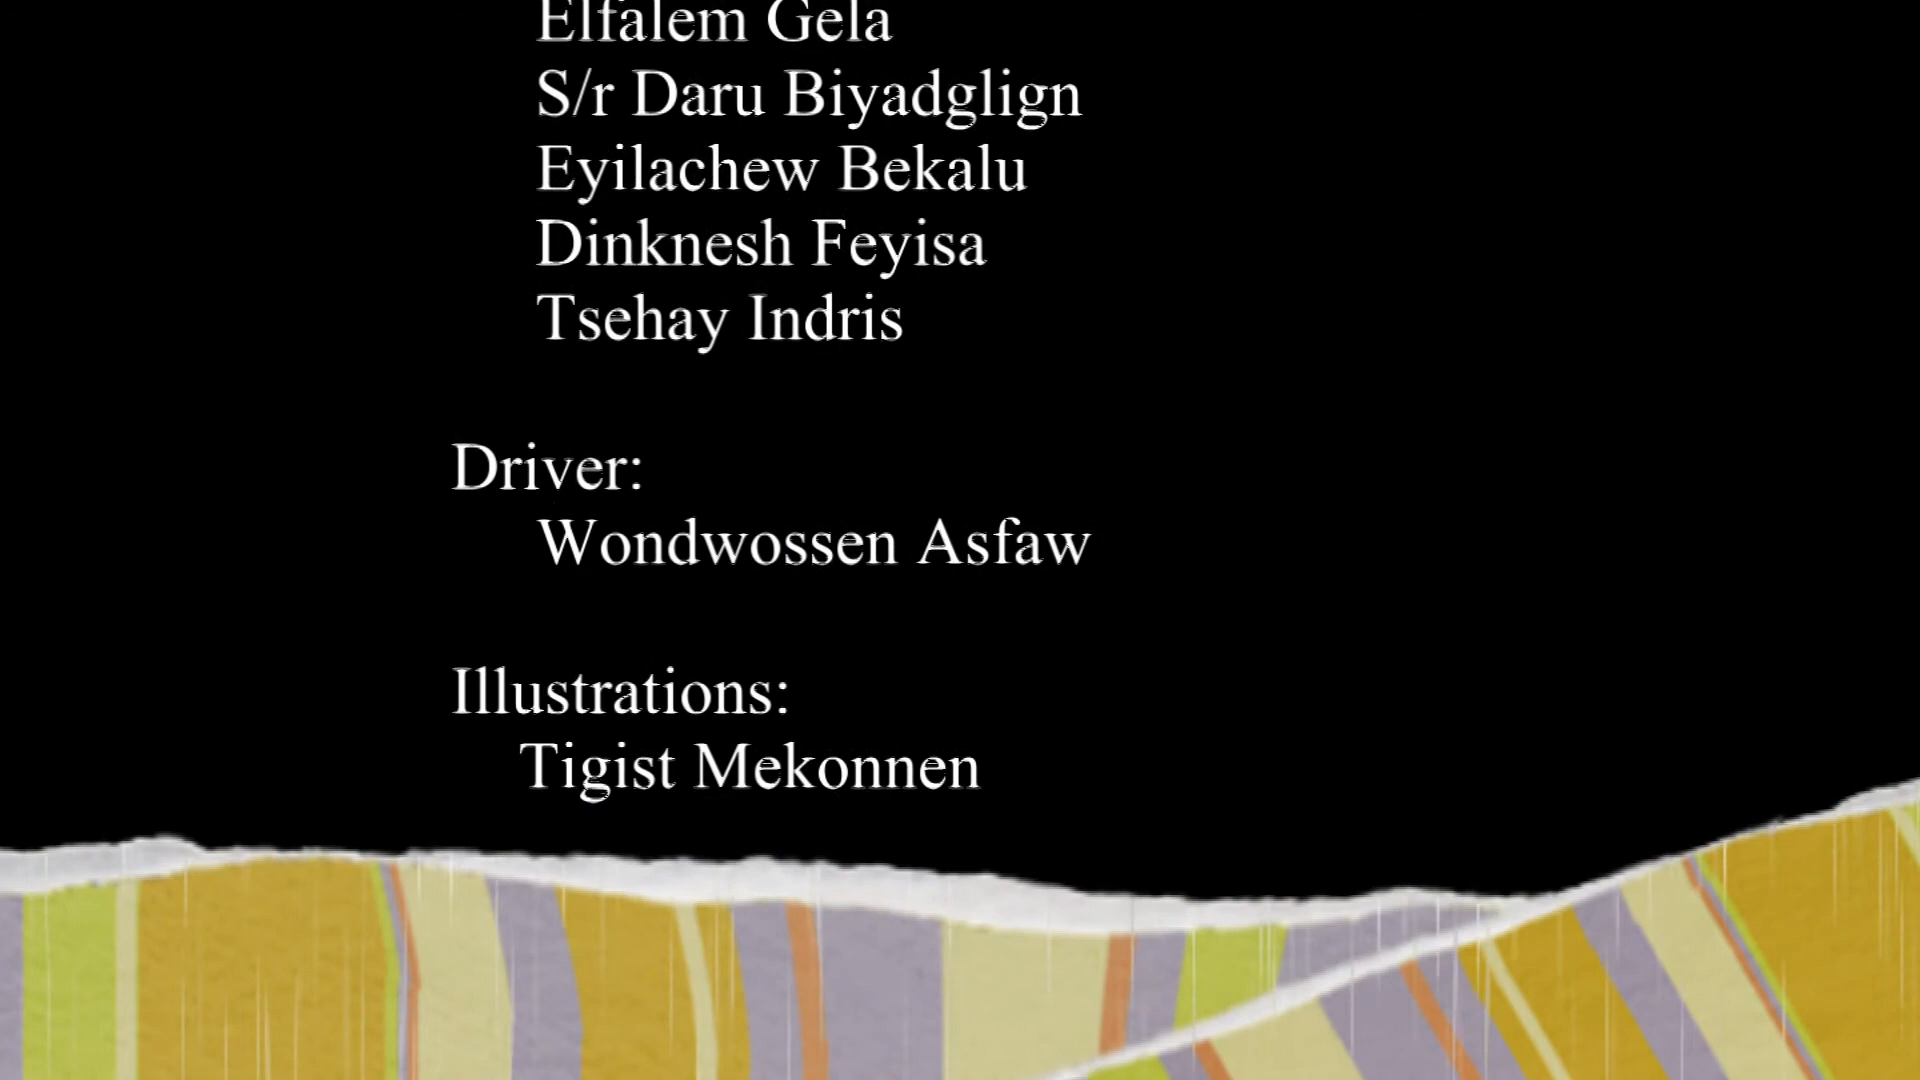 Elfalem Gela
S/r Daru Biyadglign
Eyilachew Bekalu
Dinknesh Feyisa
Tsehay Indris
Driver:
Wondwossen Asfaw
Illustrations:
Tigist Mekonnen